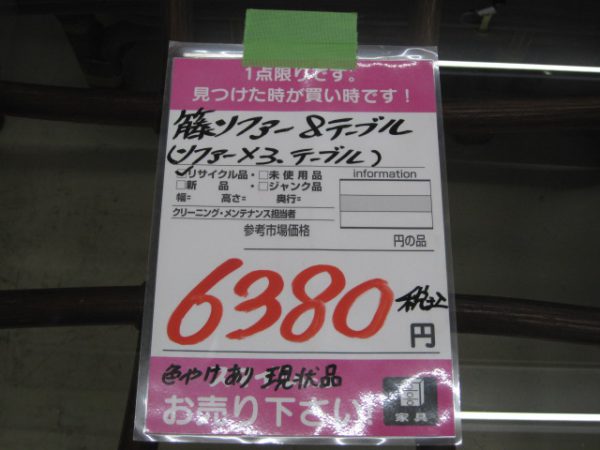 1点限りです。
見つけた時が買い時です！
籐ソファー&テーブル
(ソファー×3、テーブル)
□リサイクル品・□未使用品
□新品・□ジャンク品
幅= 高さ= 奥行=
information
クリーニング・メンテナンス担当者
参考市場価格
円の品
6380 税込
円
色やけあり 現状品
お売り下さい!
家具